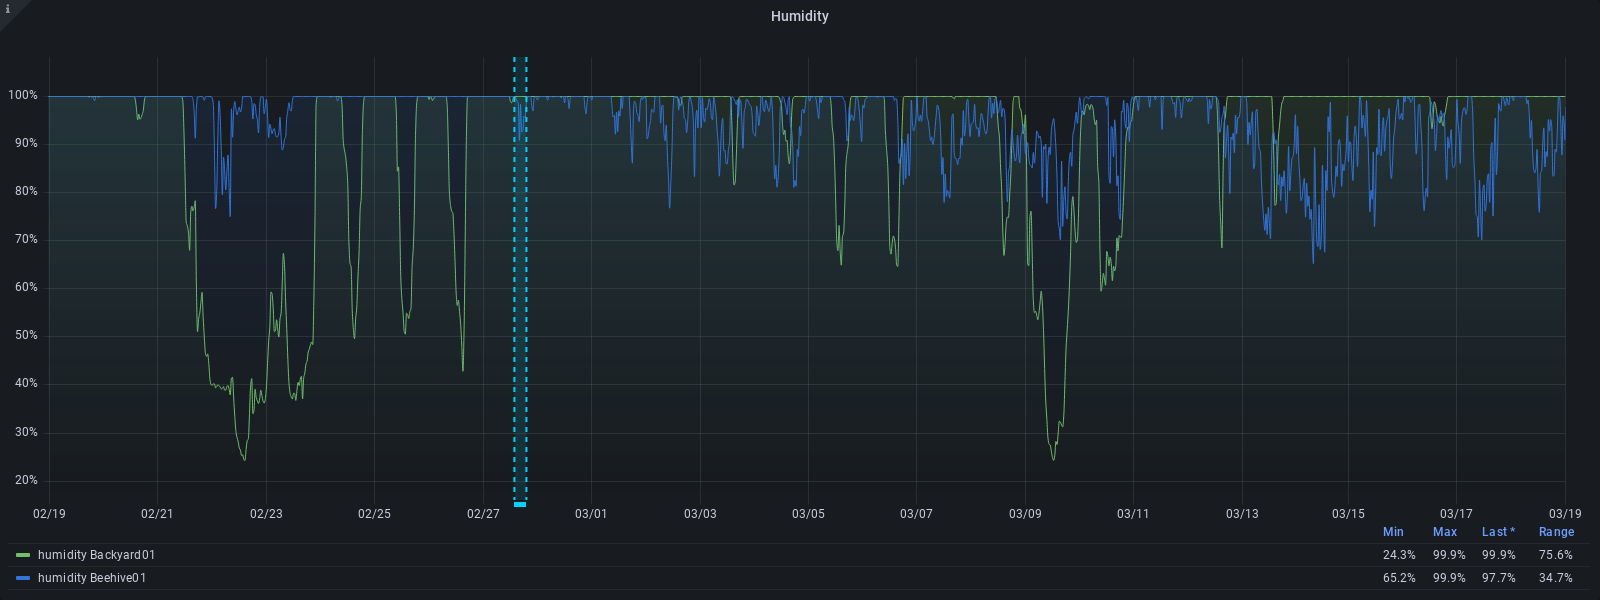 i
Humidity
100%
90%
80%
70%
60%
50%
40%
30%
20%
02/19 02/21 02/23 02/25 02/27 03/01 03/03 03/05 03/07 03/09 03/11 03/13 03/15 03/17 03/19
Min Max Last * Range
humidity Backyard01 24.3% 99.9% 99.9% 75.6%
humidity Beehive01 65.2% 99.9% 97.7% 34.7%